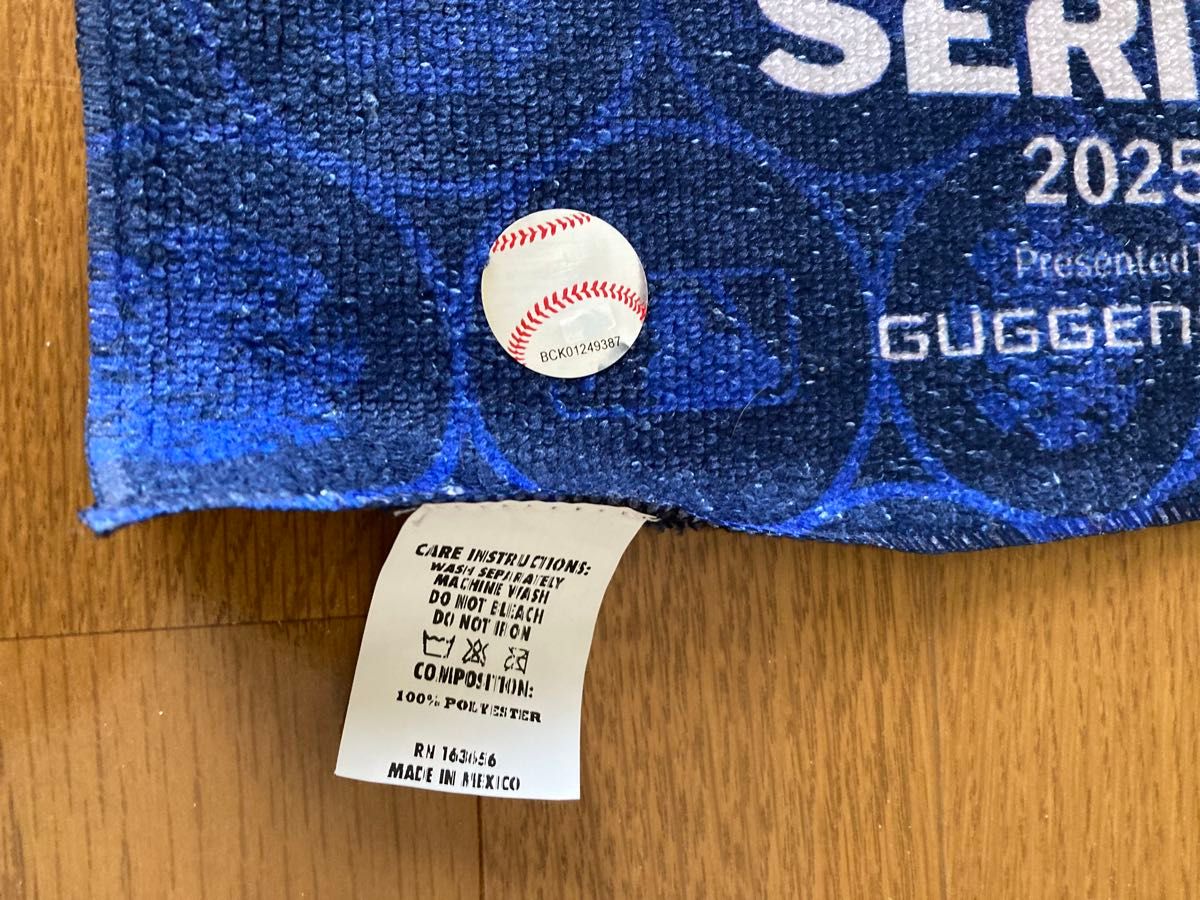 SERI
2025
Presented
GUGGEN
BCK01249387
CARE INSTRUCTIONS:
WASH SEPARATELY
MACHINE WASH
DO NOT BLEACH
DO NOT IRON
COMPOSITION:
100% POLYESTER
RN
MADE IN MEXICO